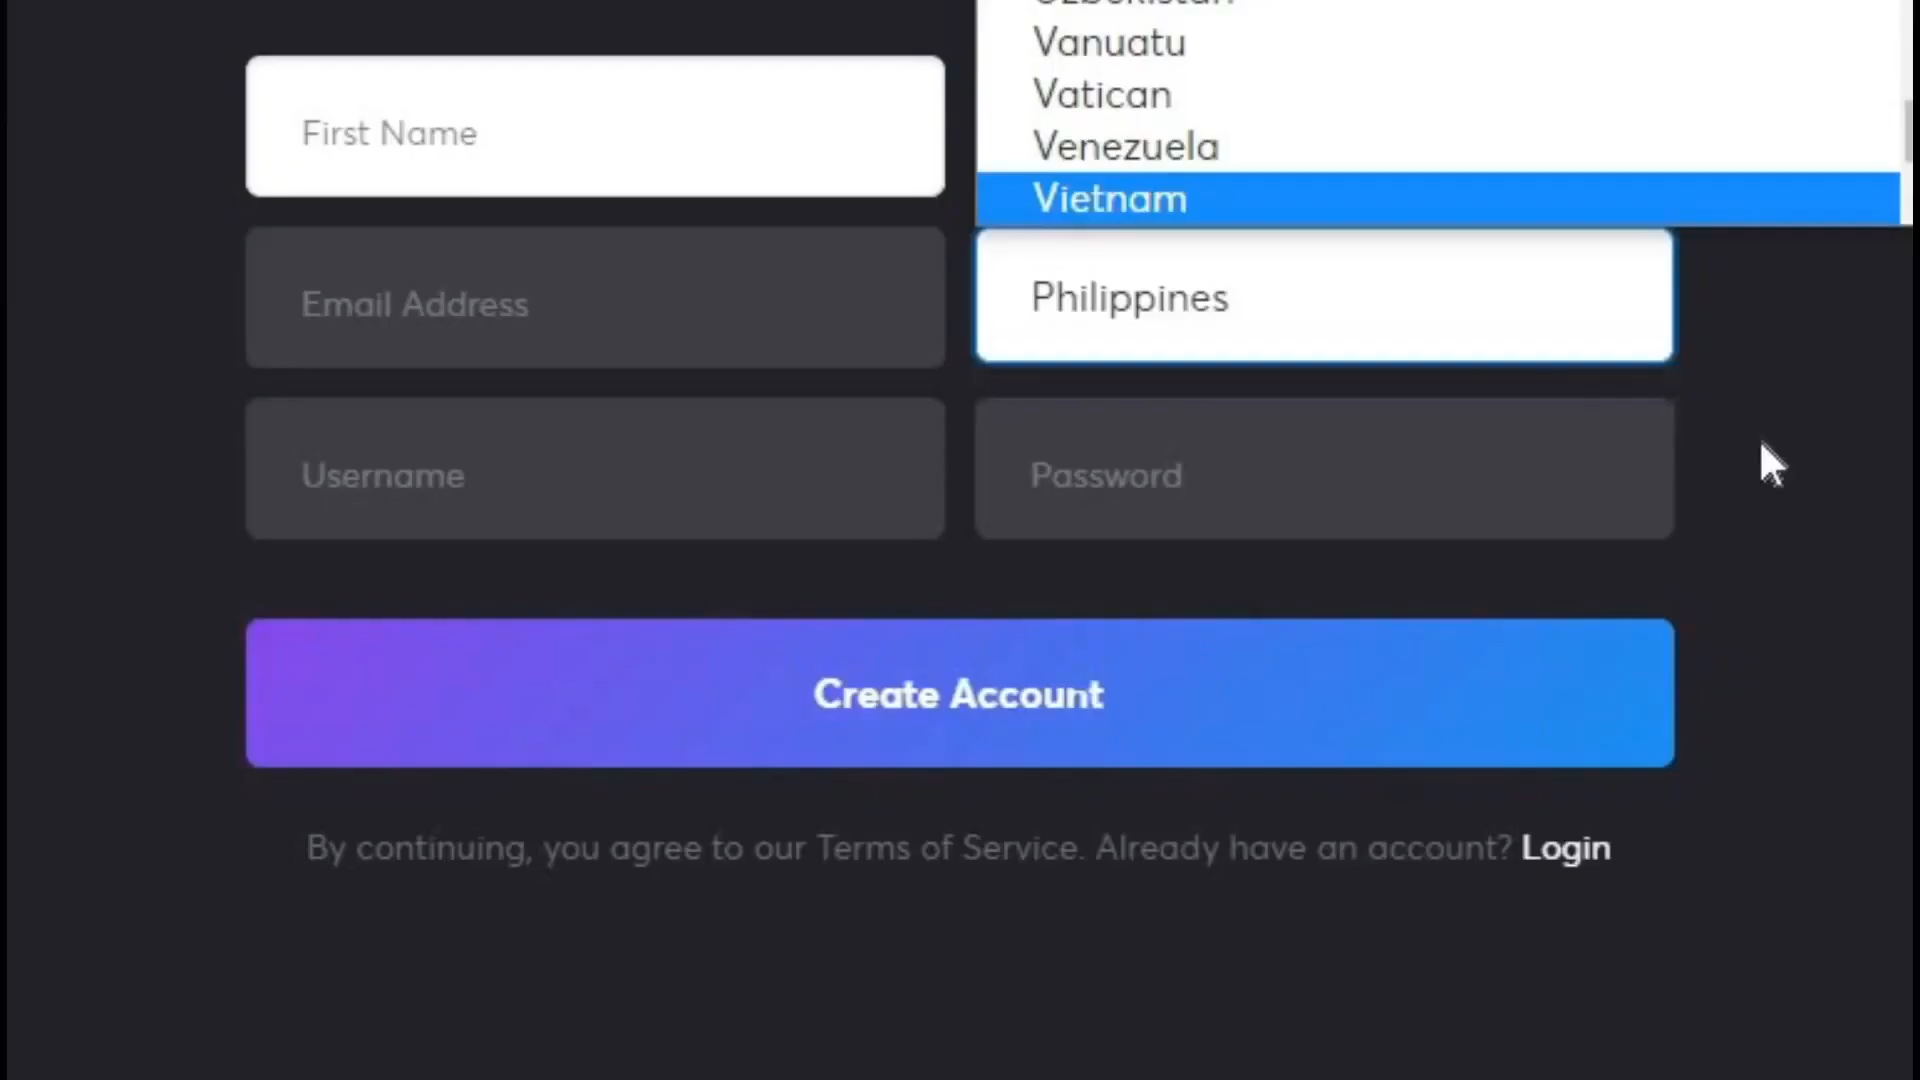 Uzbekistan
Vanuatu
Vatican
Venezuela
Vietnam
First Name
Email Address
Philippines
Username
Password
Create Account
By continuing, you agree to our Terms of Service. Already have an account? Login